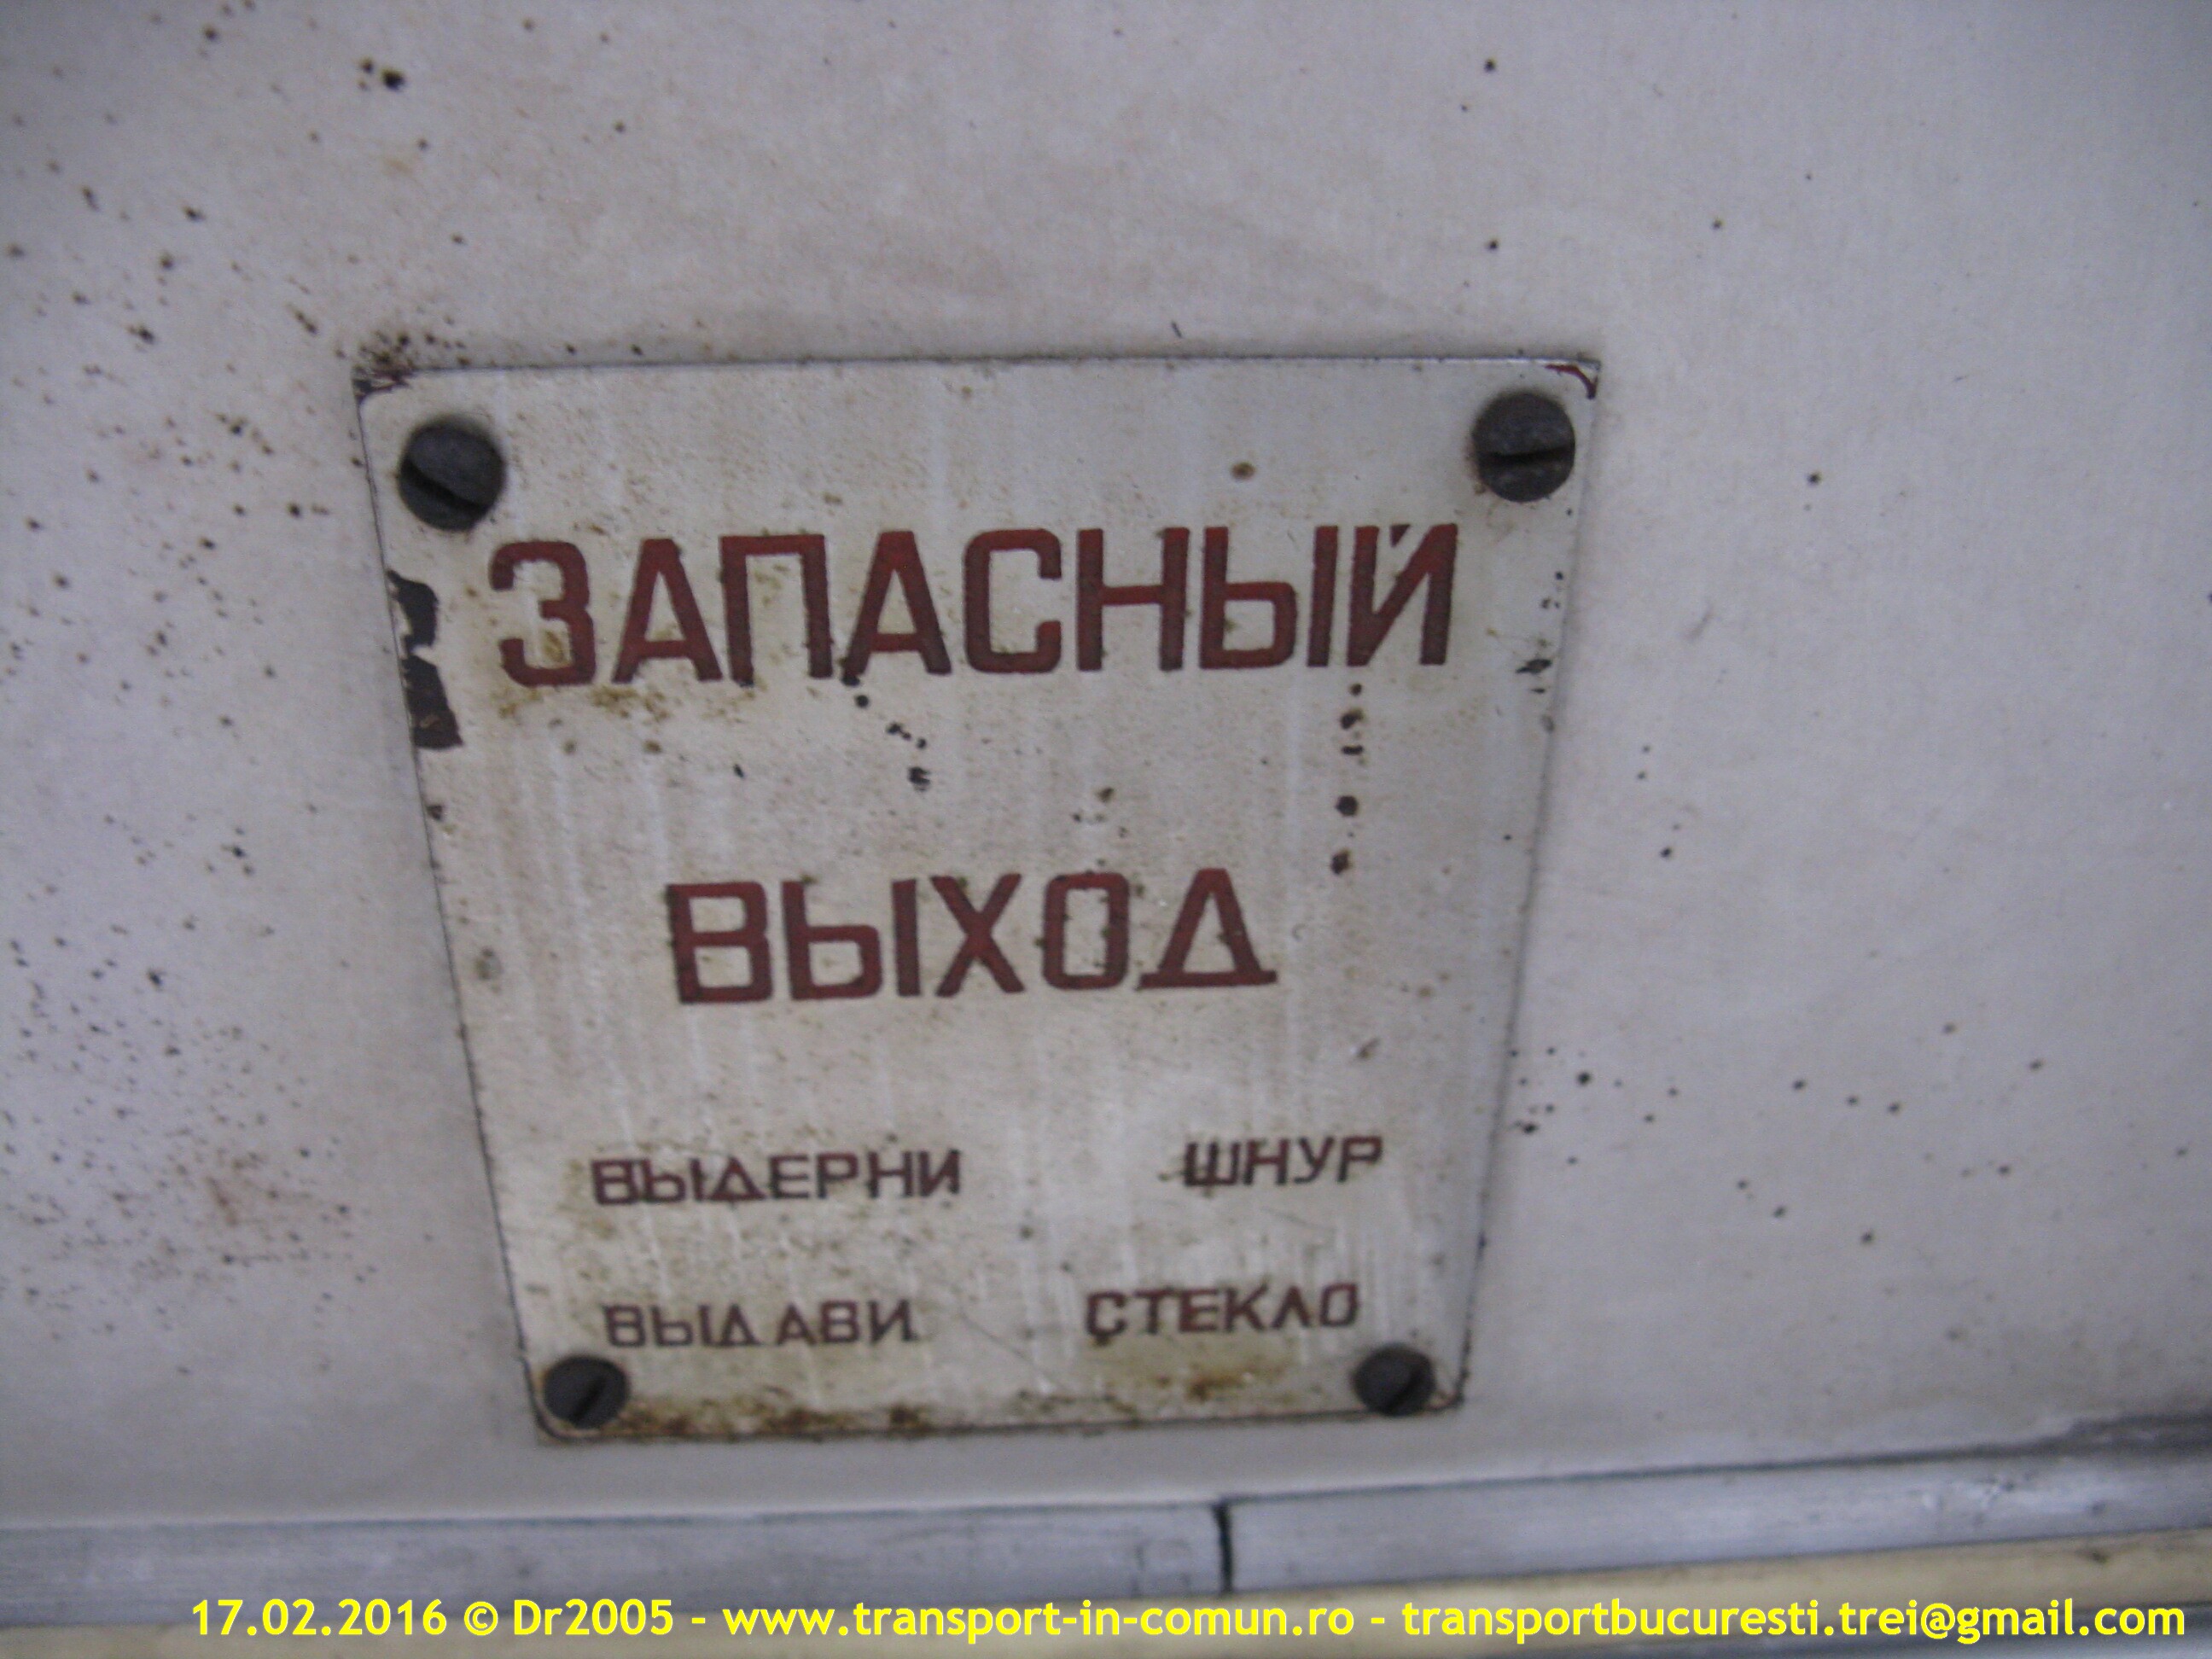 ЗАПАСНЫЙ
ВЫХОД
ВЫДЕРНИ ШНУР
ВЫДАВИ СТЕКЛО
17.02.2016 © Dr2005 - www.transport-in-comun.ro - transportbucuresti.trei@gmail.com